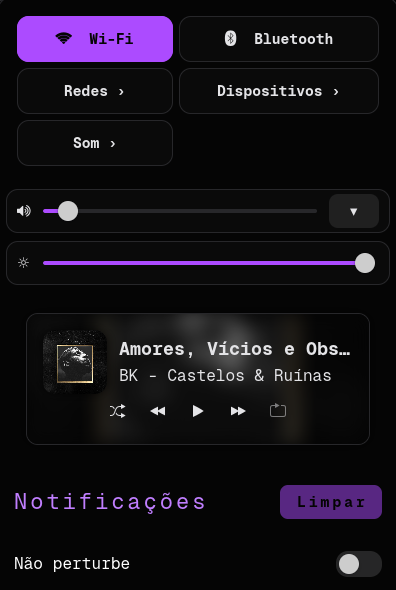 Wi-Fi
Bluetooth
Redes ›
Dispositivos ›
Som ›
Amores, Vícios e Obs…
BK - Castelos & Ruínas
Notificações
Limpar
Não perturbe